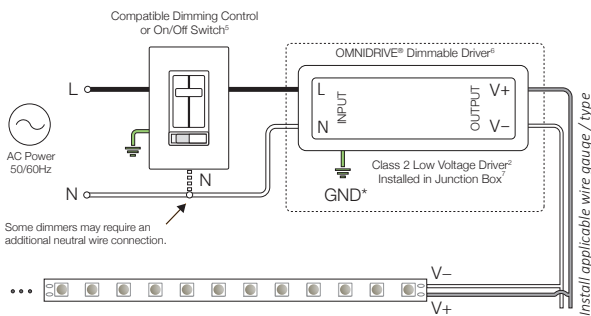 Compatible Dimming Control
or On/Off Switch⁵
OMNIDRIVE® Dimmable Driver⁶
L
L
INPUT
OUTPUT
V+
N
V−
AC Power
50/60Hz
N
N
GND*
Class 2 Low Voltage Driver²
Installed in Junction Box⁷
Some dimmers may require an
additional neutral wire connection.
Install applicable wire gauge / type
V−
V+